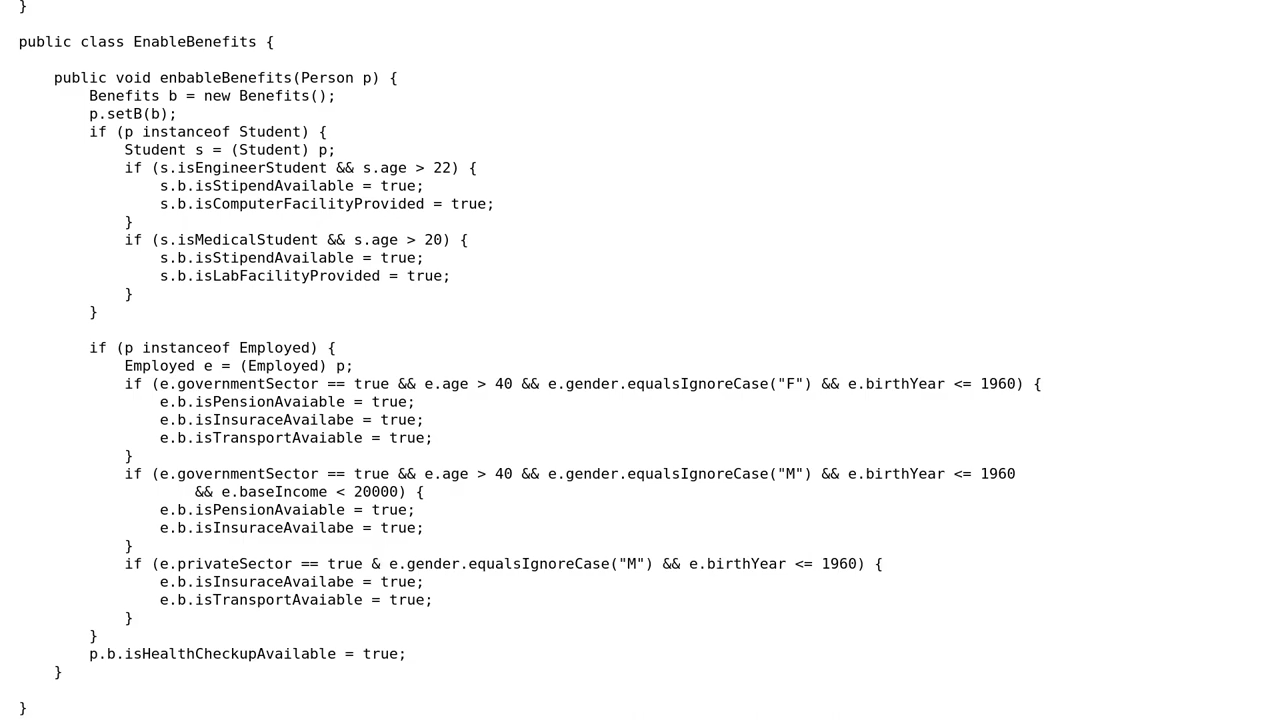 }
public class EnableBenefits {
public void enbableBenefits(Person p) {
Benefits b = new Benefits();
p.setB(b);
if (p instanceof Student) {
Student s = (Student) p;
if (s.isEngineerStudent && s.age > 22) {
s.b.isStipendAvailable = true;
s.b.isComputerFacilityProvided = true;
}
if (s.isMedicalStudent && s.age > 20) {
s.b.isStipendAvailable = true;
s.b.isLabFacilityProvided = true;
}
}
if (p instanceof Employed) {
Employed e = (Employed) p;
if (e.governmentSector == true && e.age > 40 && e.gender.equalsIgnoreCase("F") && e.birthYear <= 1960) {
e.b.isPensionAvaiable = true;
e.b.isInsuraceAvailabe = true;
e.b.isTransportAvaiable = true;
}
if (e.governmentSector == true && e.age > 40 && e.gender.equalsIgnoreCase("M") && e.birthYear <= 1960
&& e.baseIncome < 20000) {
e.b.isPensionAvaiable = true;
e.b.isInsuraceAvailabe = true;
}
if (e.privateSector == true & e.gender.equalsIgnoreCase("M") && e.birthYear <= 1960) {
e.b.isInsuraceAvailabe = true;
e.b.isTransportAvaiable = true;
}
}
p.b.isHealthCheckupAvailable = true;
}
}